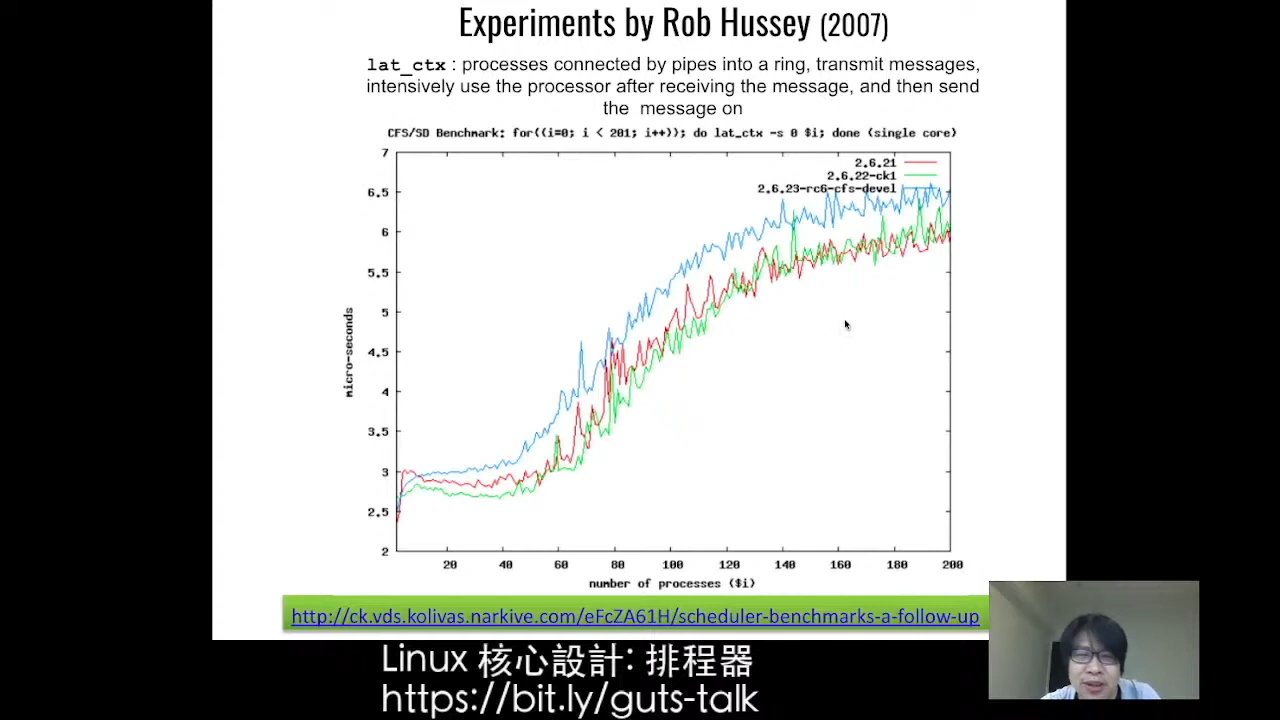 Experiments by Rob Hussey (2007)
lat_ctx : processes connected by pipes into a ring, transmit messages,
intensively use the processor after receiving the message, and then send
the message on
CFS/SD Benchmark: for((i=0; i < 201; i++)); do lat_ctx -s 0 $i; done (single core)
7
2.6.21
2.6.22-ck1
2.6.23-rc6-cfs-devel
6.5
6
5.5
5
4.5
4
3.5
3
2.5
2
micro-seconds
20 40 60 80 100 120 140 160 180 200
number of processes ($i)
http://ck.vds.kolivas.narkive.com/eFcZA61H/scheduler-benchmarks-a-follow-up
Linux 核心設計: 排程器
https://bit.ly/guts-talk